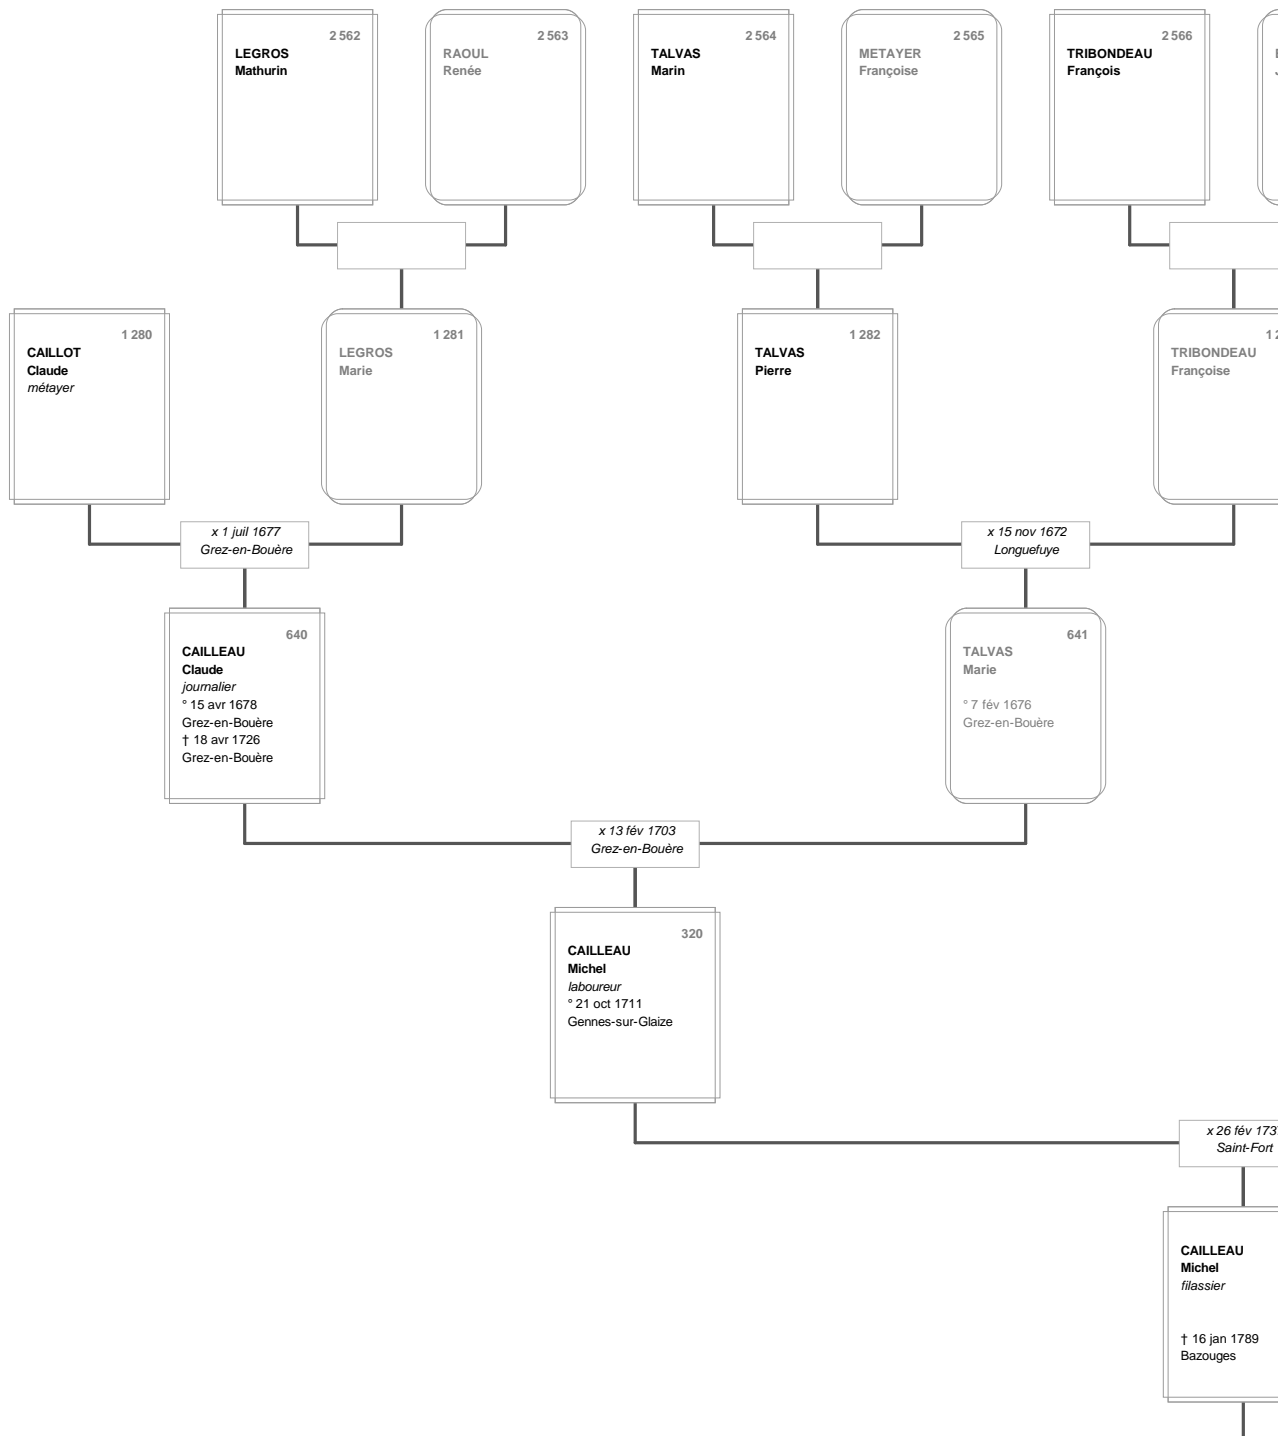 2 562
LEGROS
Mathurin
2 563
RAOUL
Renée
2 564
TALVAS
Marin
2 565
METAYER
Françoise
2 566
TRIBONDEAU
François
1 280
CAILLOT
Claude
métayer
1 281
LEGROS
Marie
1 282
TALVAS
Pierre
TRIBONDEAU
Françoise
x 1 juil 1677
Grez-en-Bouère
x 15 nov 1672
Longuefuye
640
CAILLEAU
Claude
journalier
° 15 avr 1678
Grez-en-Bouère
† 18 avr 1726
Grez-en-Bouère
641
TALVAS
Marie
° 7 fév 1676
Grez-en-Bouère
x 13 fév 1703
Grez-en-Bouère
320
CAILLEAU
Michel
laboureur
° 21 oct 1711
Gennes-sur-Glaize
x 26 fév
Saint-Fort
CAILLEAU
Michel
filassier
† 16 jan 1789
Bazouges